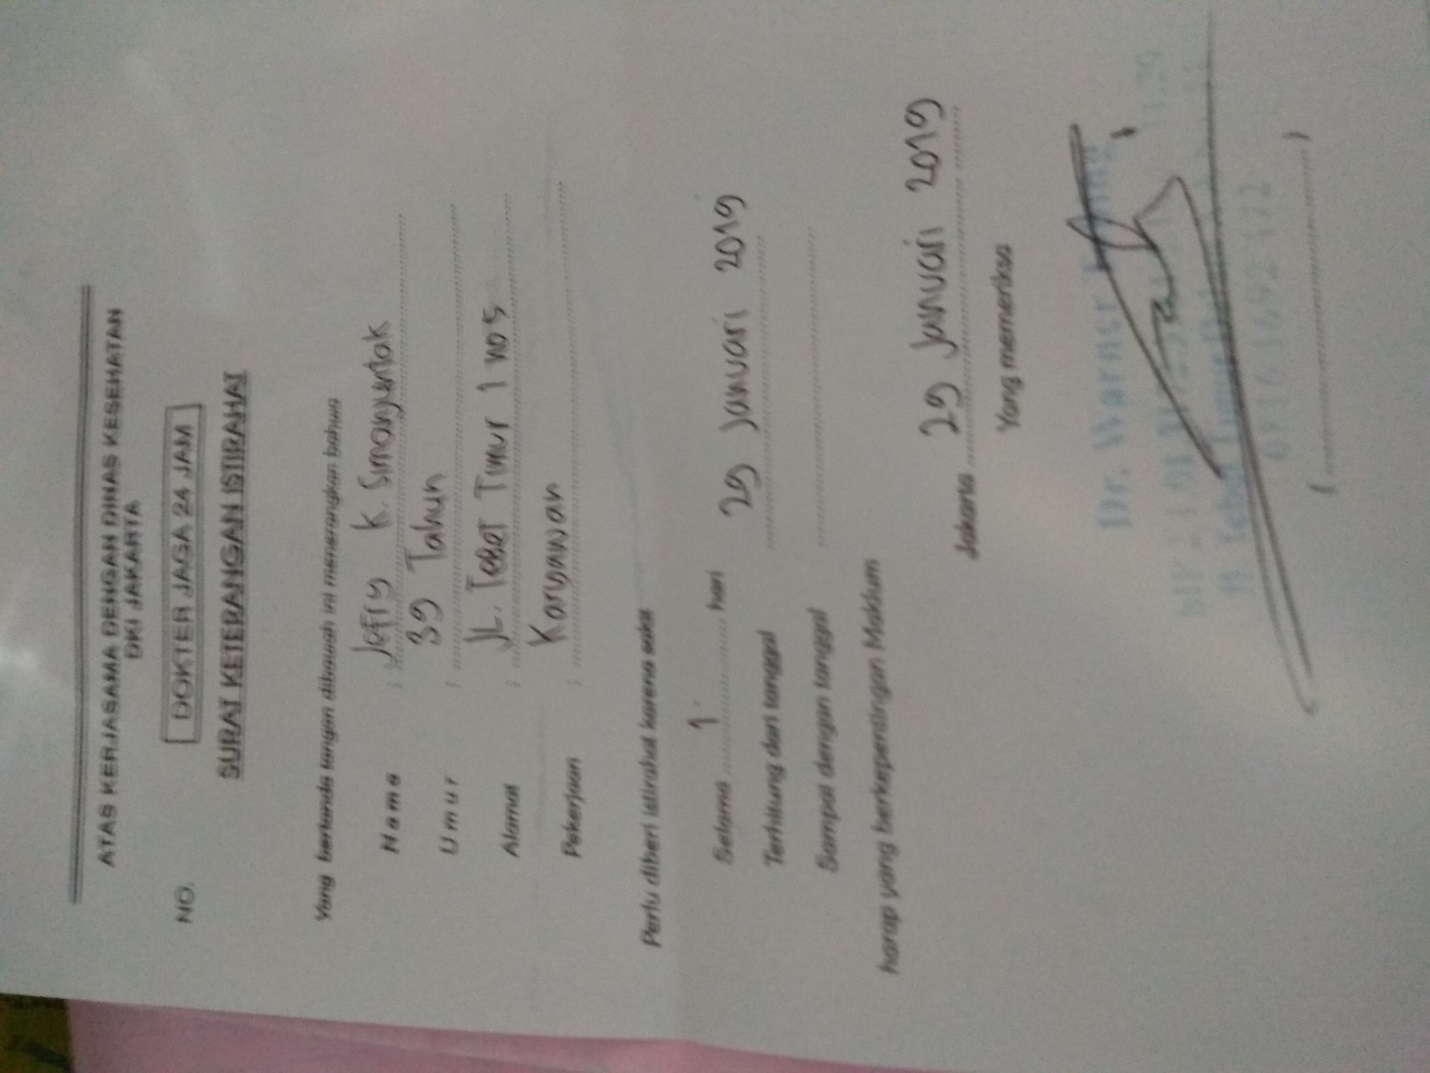 ATAS KERJASAMA DENGAN DINAS KESEHATAN
DKI JAKARTA
NO.
DOKTER JAGA 24 JAM
SURAT KETERANGAN ISTIRAHAT
Yang bertanda tangan dibawah ini menerangkan bahwa
Nama : Jefry K. Simanjuntak
Umur : 39 Tahun
Alamat : JL. Tebet Timur 1 no 5
Pekerjaan : Karyawan
Perlu diberi istirahat karena sakit
Selama 1 hari
Terhitung dari tanggal 29 Januari 2019
Sampai dengan tanggal
harap yang berkepentingan Maklum
Jakarta 29 Januari 2019
Yang memeriksa
Dr. Warner
( )